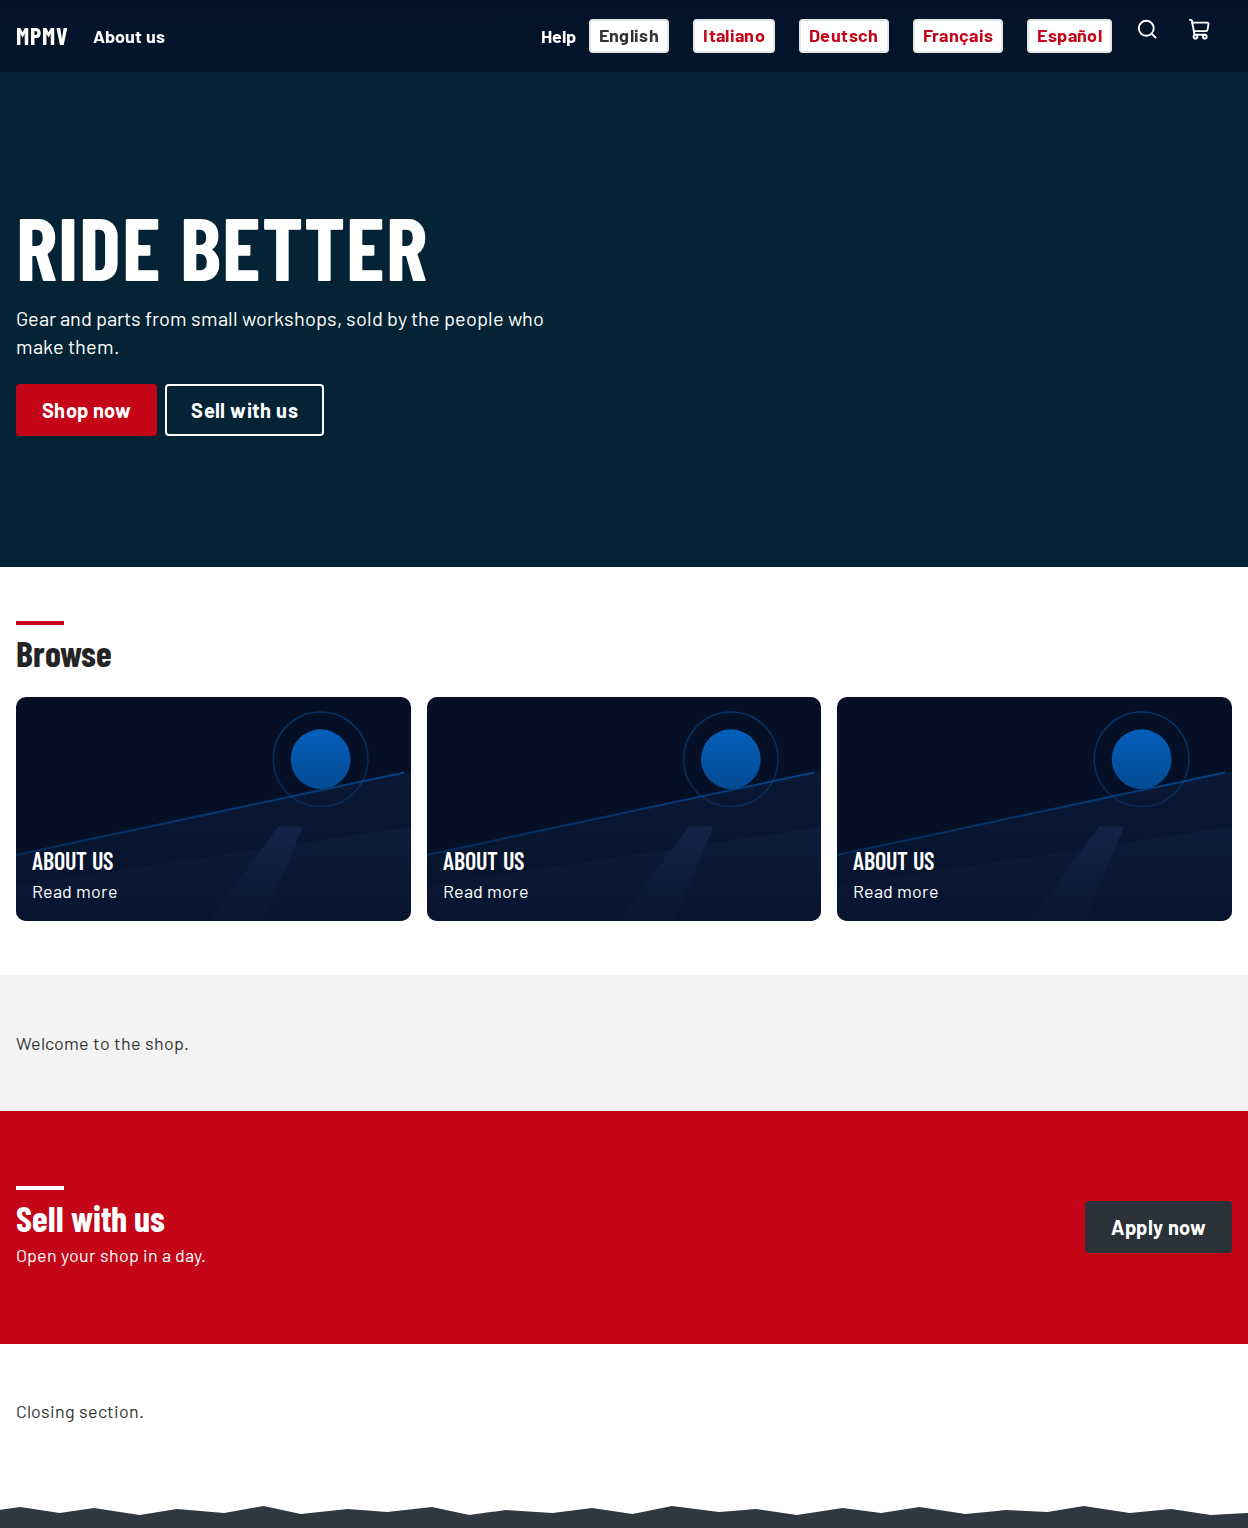 MPMV About us Help English Italiano Deutsch Français Español
RIDE BETTER
Gear and parts from small workshops, sold by the people who
make them.
Shop now Sell with us
Browse
ABOUT US ABOUT US ABOUT US
Read more Read more Read more
Welcome to the shop.
Sell with us
Apply now
Open your shop in a day.
Closing section.